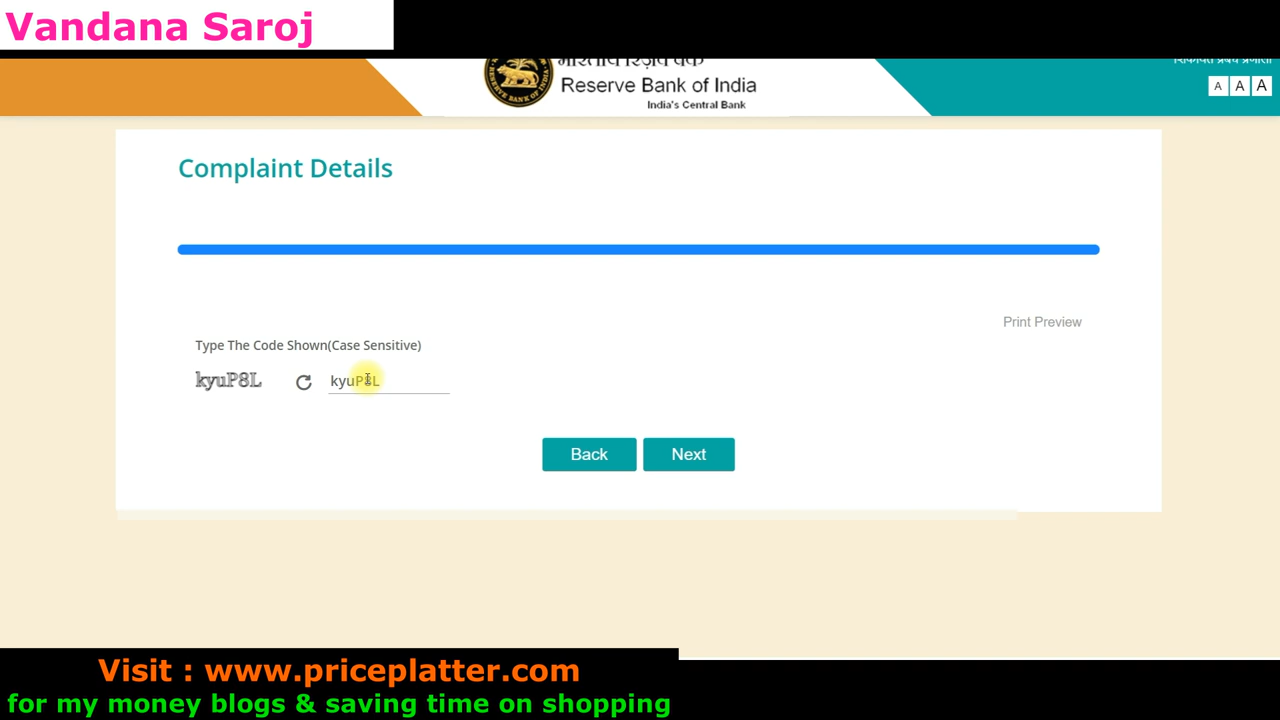 Vandana Saroj
भारतीय रिज़र्व बैंक
Reserve Bank of India
India's Central Bank
A A A
Complaint Details
Print Preview
Type The Code Shown(Case Sensitive)
kyuP8L kyuP8L
Back Next
Visit : www.priceplatter.com
for my money blogs & saving time on shopping